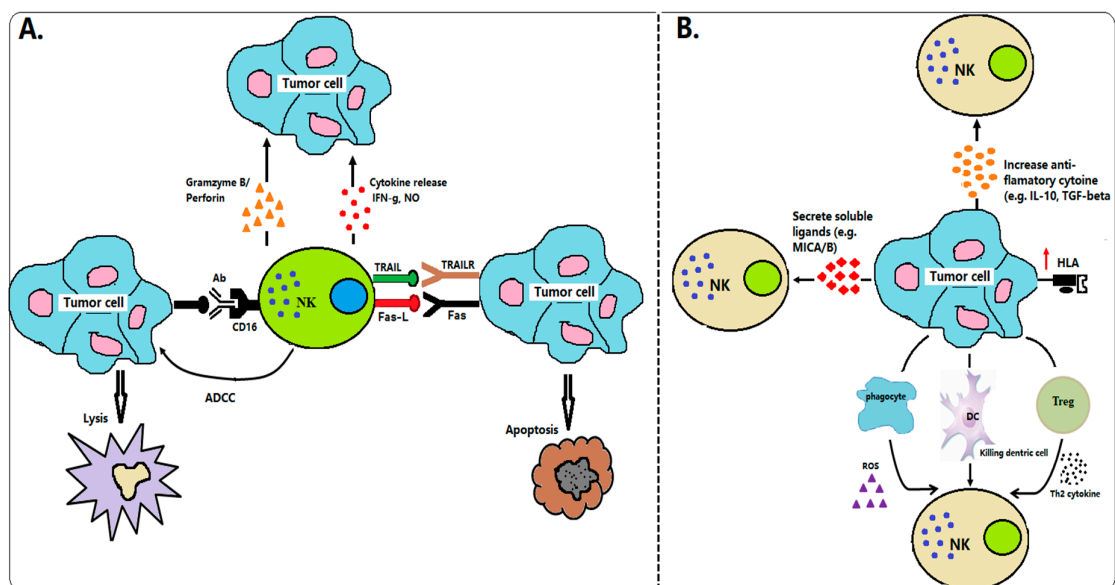 A.
Tumor cell
Gramzyme B/
Perforin
Cytokine release
IFN-g, NO
Tumor cell
Ab
CD16
NK
TRAIL
TRAILR
Fas-L
Fas
Tumor cell
ADCC
Lysis
Apoptosis
B.
NK
Increase anti-
flamatory cytoine
(e.g. IL-10, TGF-beta
Secrete soluble
ligands (e.g.
MICA/B)
NK
Tumor cell
HLA
phagocyte
DC
Treg
Killing dentric cell
ROS
Th2 cytokine
NK